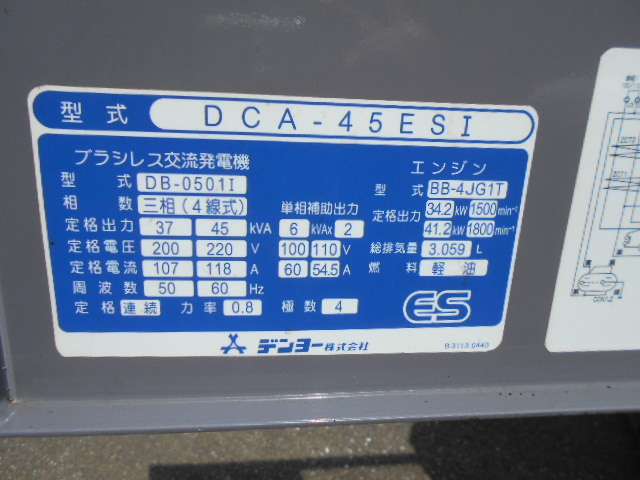 型式 DCA-45ESI
ブラシレス交流発電機
型式 DB-0501I
相数 三相(4線式)
定格出力 37 45 kVA
定格電圧 200 220 V
定格電流 107 118 A
周波数 50 60 Hz
定格 連続 力率 0.8 極数 4
単相補助出力
6 kVAx 2
100 110 V
60 54.5 A
エンジン
型式 BB-4JG1T
定格出力 34.2 kW 1500 min⁻¹
41.2 kW 1800 min⁻¹
総排気量 3.059 L
燃料 軽油
ES
デンヨー株式会社
B 3113 0440